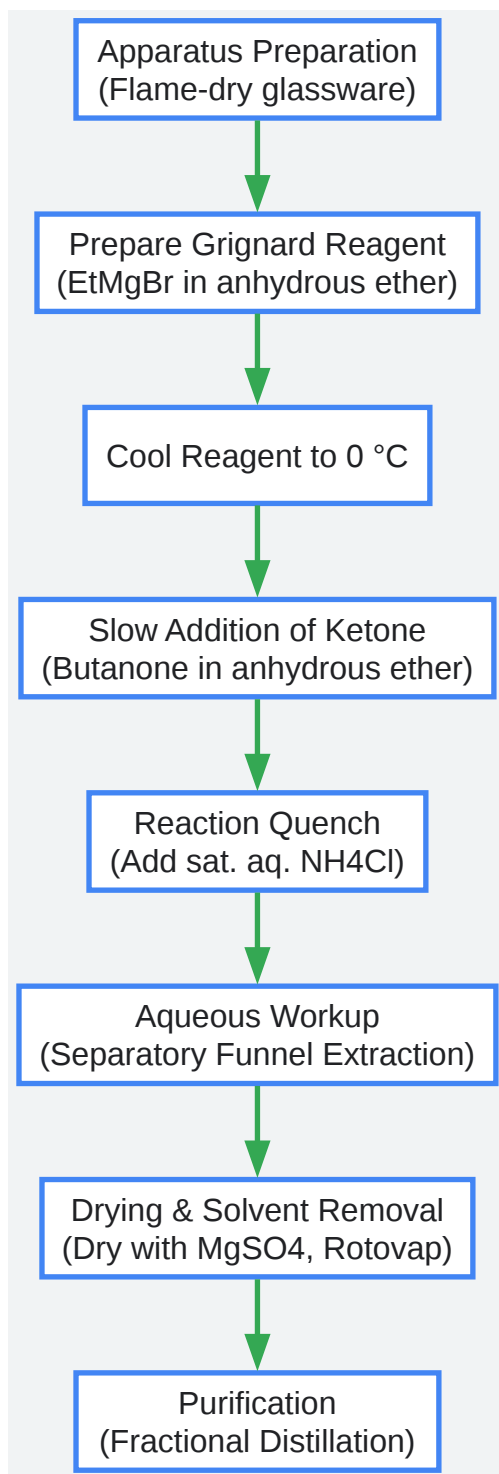 Apparatus Preparation
(Flame-dry glassware)
Prepare Grignard Reagent
(EtMgBr in anhydrous ether)
Cool Reagent to 0 °C
Slow Addition of Ketone
(Butanone in anhydrous ether)
Reaction Quench
(Add sat. aq. NH4Cl)
Aqueous Workup
(Separatory Funnel Extraction)
Drying & Solvent Removal
(Dry with MgSO4, Rotovap)
Purification
(Fractional Distillation)